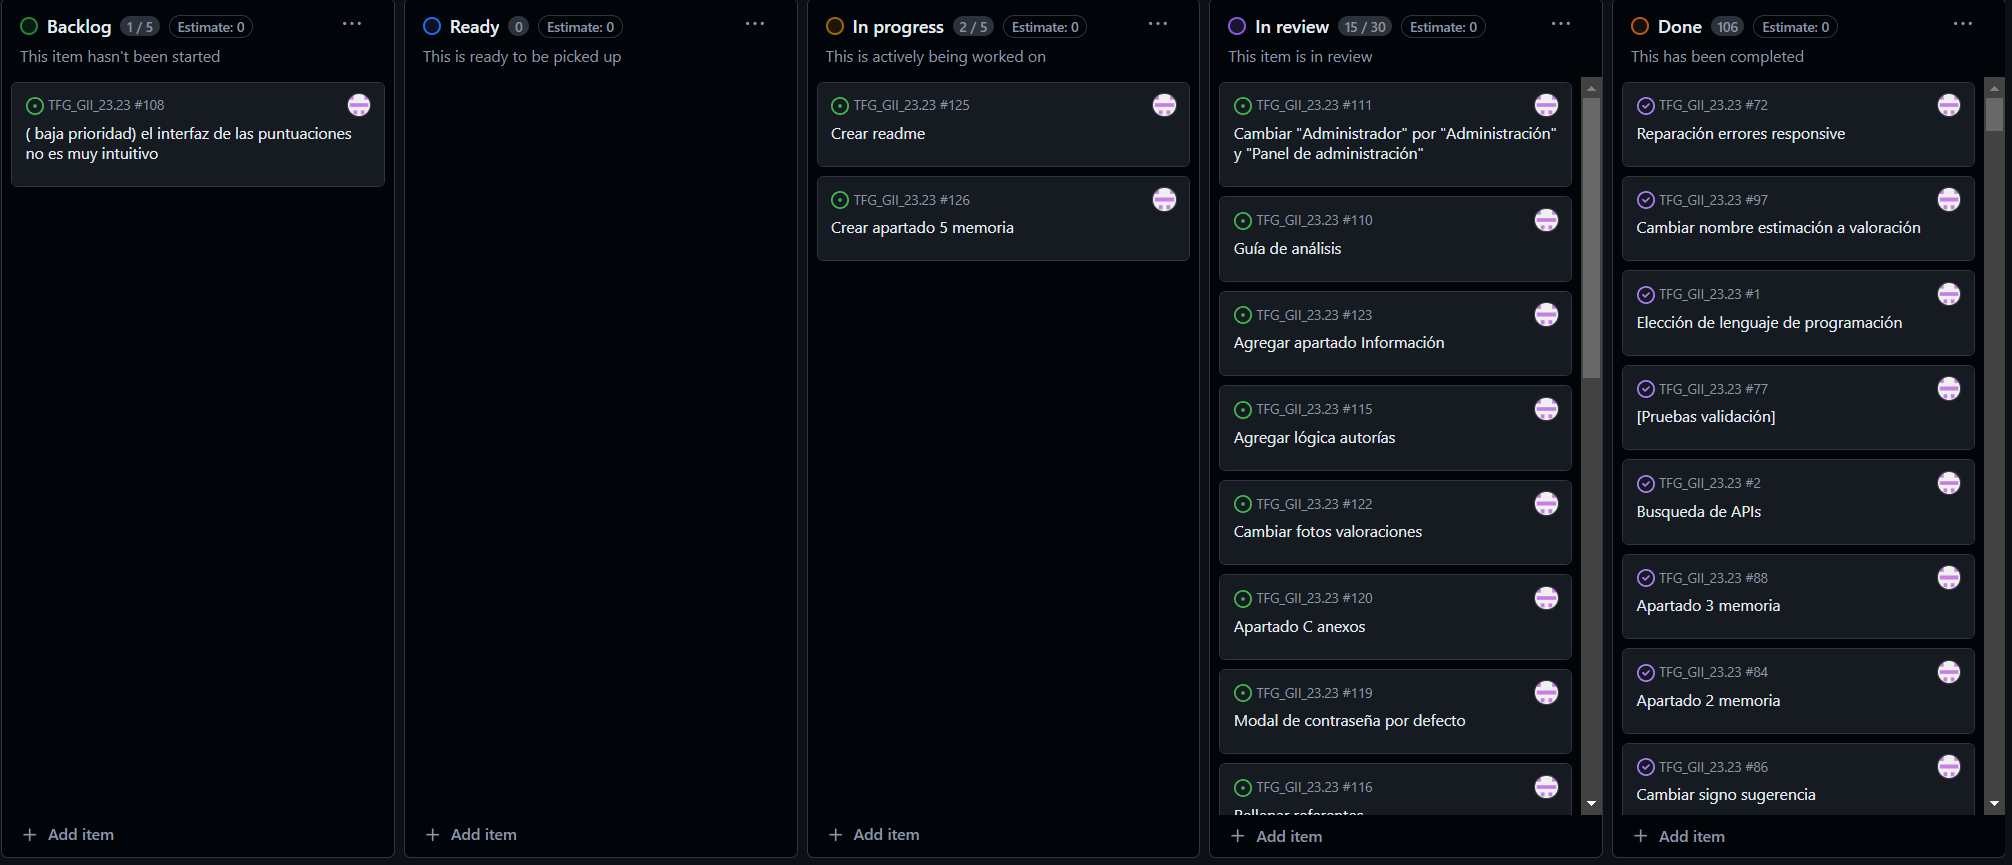 Backlog 1 / 5 Estimate: 0
This item hasn't been started
TFG_GII_23.23 #108
( baja prioridad) el interfaz de las puntuaciones
no es muy intuitivo
Add item
Ready 0 Estimate: 0
This is ready to be picked up
Add item
In progress 2 / 5 Estimate: 0
This is actively being worked on
TFG_GII_23.23 #125
Crear readme
TFG_GII_23.23 #126
Crear apartado 5 memoria
Add item
In review 15 / 30 Estimate: 0
This item is in review
TFG_GII_23.23 #111
Cambiar "Administrador" por "Administración"
y "Panel de administración"
TFG_GII_23.23 #110
Guía de análisis
TFG_GII_23.23 #123
Agregar apartado Información
TFG_GII_23.23 #115
Agregar lógica autorías
TFG_GII_23.23 #122
Cambiar fotos valoraciones
TFG_GII_23.23 #120
Apartado C anexos
TFG_GII_23.23 #119
Modal de contraseña por defecto
TFG_GII_23.23 #116
Add item
Done 106 Estimate: 0
This has been completed
TFG_GII_23.23 #72
Reparación errores responsive
TFG_GII_23.23 #97
Cambiar nombre estimación a valoración
TFG_GII_23.23 #1
Elección de lenguaje de programación
TFG_GII_23.23 #77
[Pruebas validación]
TFG_GII_23.23 #2
Busqueda de APIs
TFG_GII_23.23 #88
Apartado 3 memoria
TFG_GII_23.23 #84
Apartado 2 memoria
TFG_GII_23.23 #86
Cambiar signo sugerencia
Add item